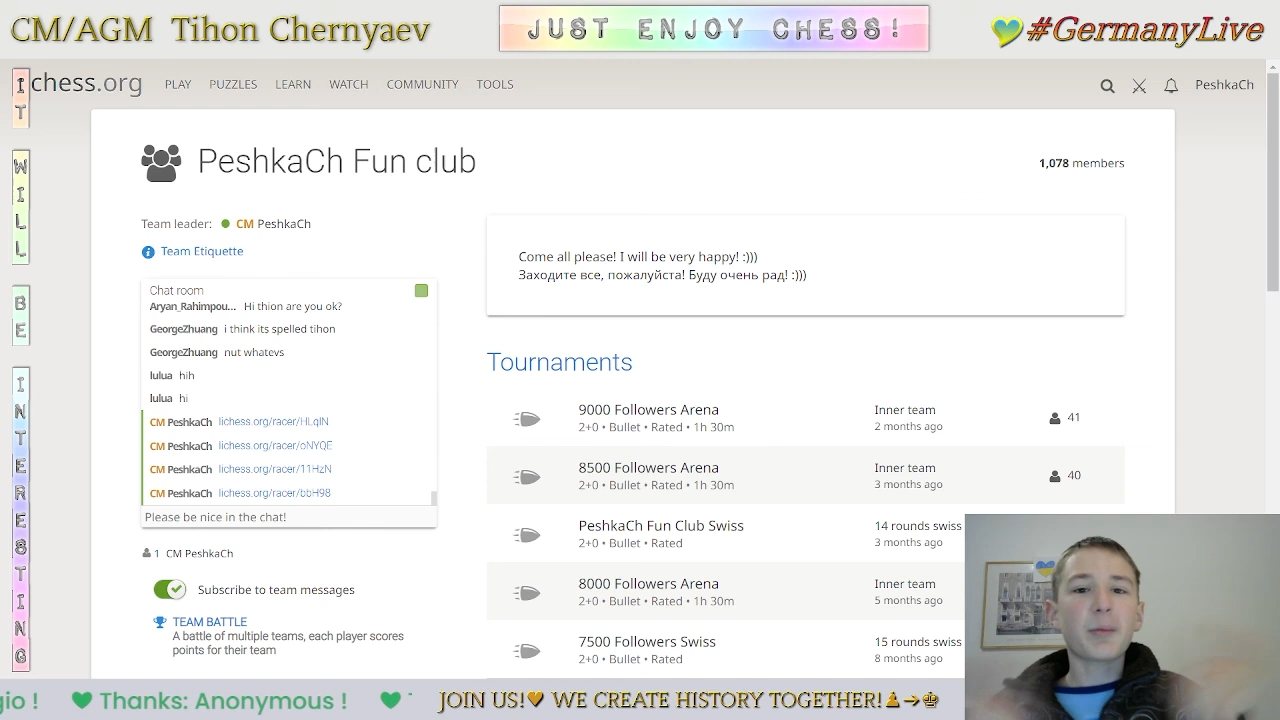 CM/AGM Tihon Chernyaev
JUST ENJOY CHESS!
#GermanyLive
IT WILL BE INTERESTING
chess.org
PLAY PUZZLES LEARN WATCH COMMUNITY TOOLS
PeshkaCh
PeshkaCh Fun club
1,078 members
Team leader: CM PeshkaCh
Team Etiquette
Come all please! I will be very happy! :)))
Заходите все, пожалуйста! Буду очень рад! :)))
Chat room
Aryan_Rahimpou... Hi thion are you ok?
GeorgeZhuang i think its spelled tihon
GeorgeZhuang nut whatevs
lulua hih
lulua hi
CM PeshkaCh lichess.org/racer/HLqlN
CM PeshkaCh lichess.org/racer/oNYQE
CM PeshkaCh lichess.org/racer/11HzN
CM PeshkaCh lichess.org/racer/bbH98
Please be nice in the chat!
1 CM PeshkaCh
Subscribe to team messages
TEAM BATTLE
A battle of multiple teams, each player scores
points for their team
Tournaments
9000 Followers Arena Inner team 41
2+0 • Bullet • Rated • 1h 30m 2 months ago
8500 Followers Arena Inner team 40
2+0 • Bullet • Rated • 1h 30m 3 months ago
PeshkaCh Fun Club Swiss 14 rounds swiss
2+0 • Bullet • Rated 3 months ago
8000 Followers Arena Inner team
2+0 • Bullet • Rated • 1h 30m 5 months ago
7500 Followers Swiss 15 rounds swiss
2+0 • Bullet • Rated 8 months ago
gio ! Thanks: Anonymous !
JOIN US! WE CREATE HISTORY TOGETHER!